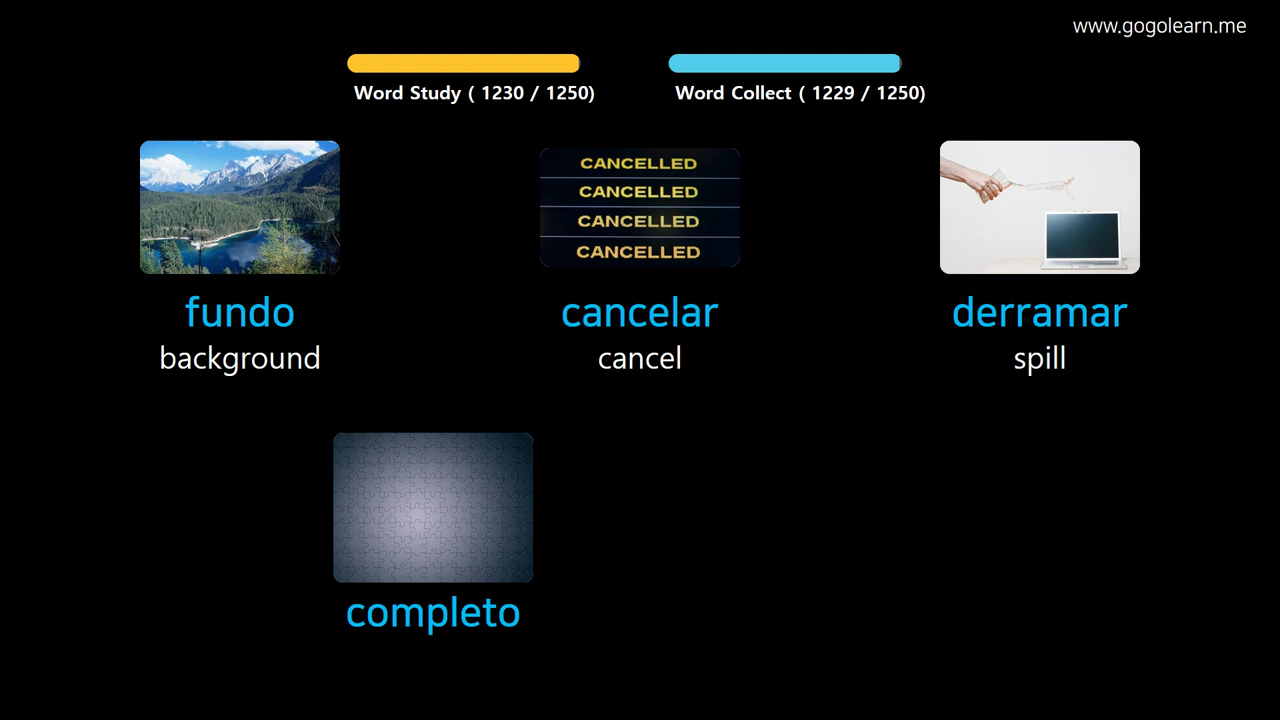 www.gogolearn.me
Word Study ( 1230 / 1250)
Word Collect ( 1229 / 1250)
CANCELLED
CANCELLED
CANCELLED
CANCELLED
fundo
cancelar
derramar
background
cancel
spill
completo